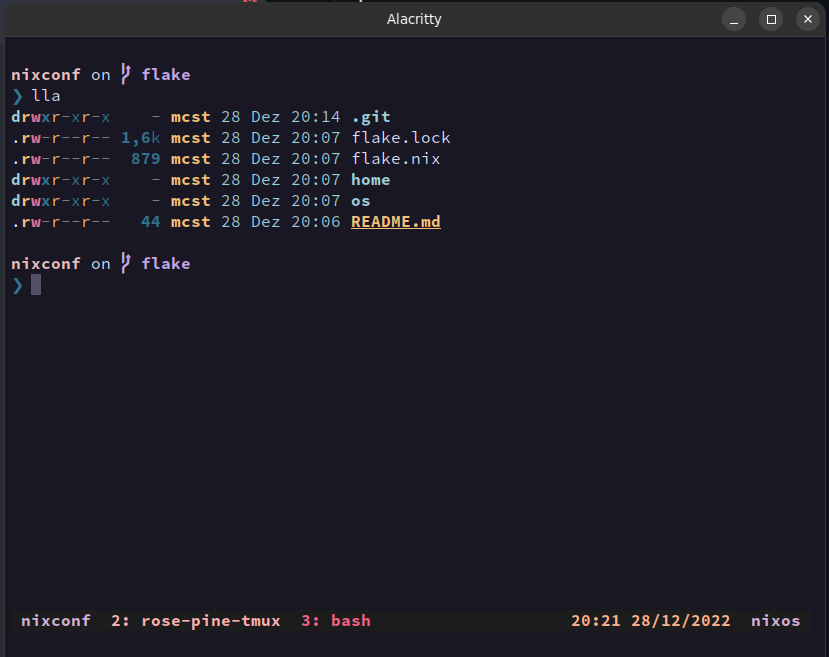 Alacritty
nixconf on flake
❯ lla
drwxr-xr-x - mcst 28 Dez 20:14 .git
.rw-r--r-- 1,6k mcst 28 Dez 20:07 flake.lock
.rw-r--r-- 879 mcst 28 Dez 20:07 flake.nix
drwxr-xr-x - mcst 28 Dez 20:07 home
drwxr-xr-x - mcst 28 Dez 20:07 os
.rw-r--r-- 44 mcst 28 Dez 20:06 README.md
nixconf on flake
❯
nixconf 2: rose-pine-tmux 3: bash 20:21 28/12/2022 nixos